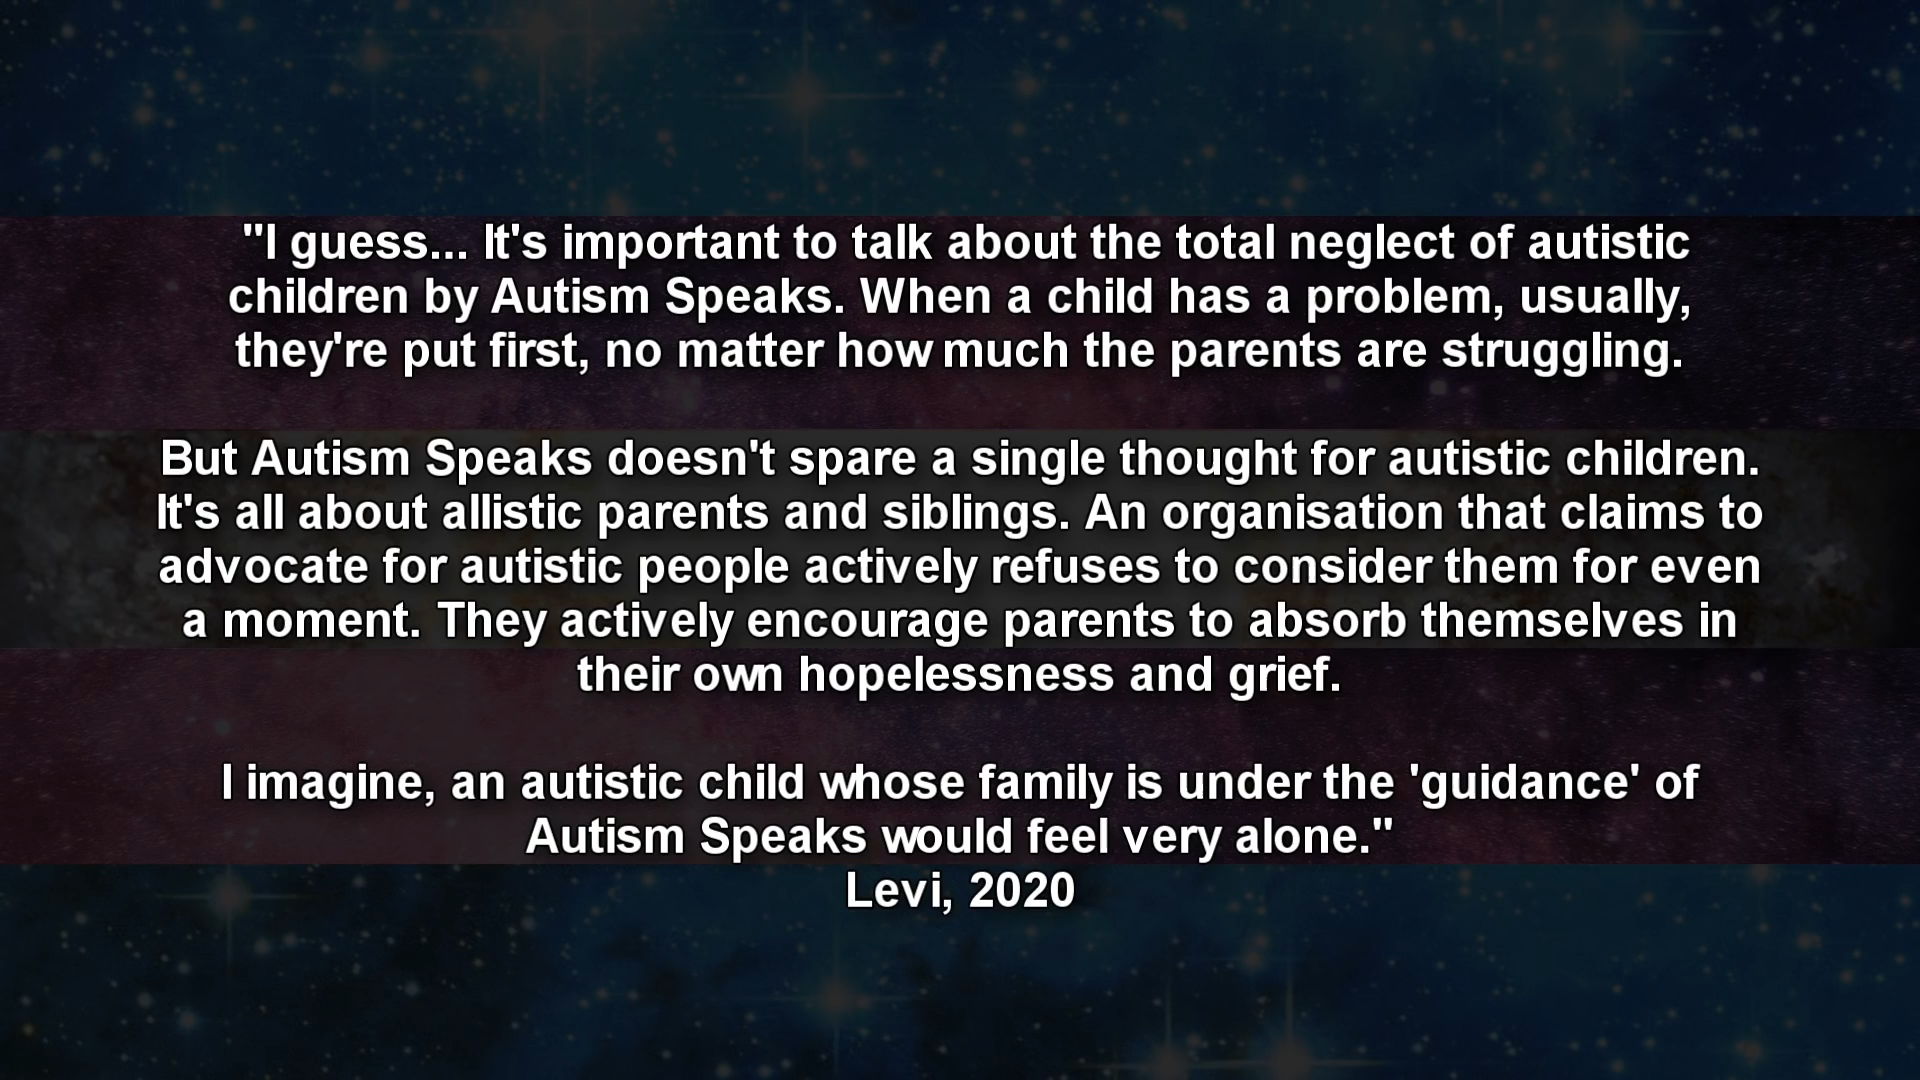 "I guess... It's important to talk about the total neglect of autistic
children by Autism Speaks. When a child has a problem, usually,
they're put first, no matter how much the parents are struggling.
But Autism Speaks doesn't spare a single thought for autistic children.
It's all about allistic parents and siblings. An organisation that claims to
advocate for autistic people actively refuses to consider them for even
a moment. They actively encourage parents to absorb themselves in
their own hopelessness and grief.
I imagine, an autistic child whose family is under the 'guidance' of
Autism Speaks would feel very alone."
Levi, 2020